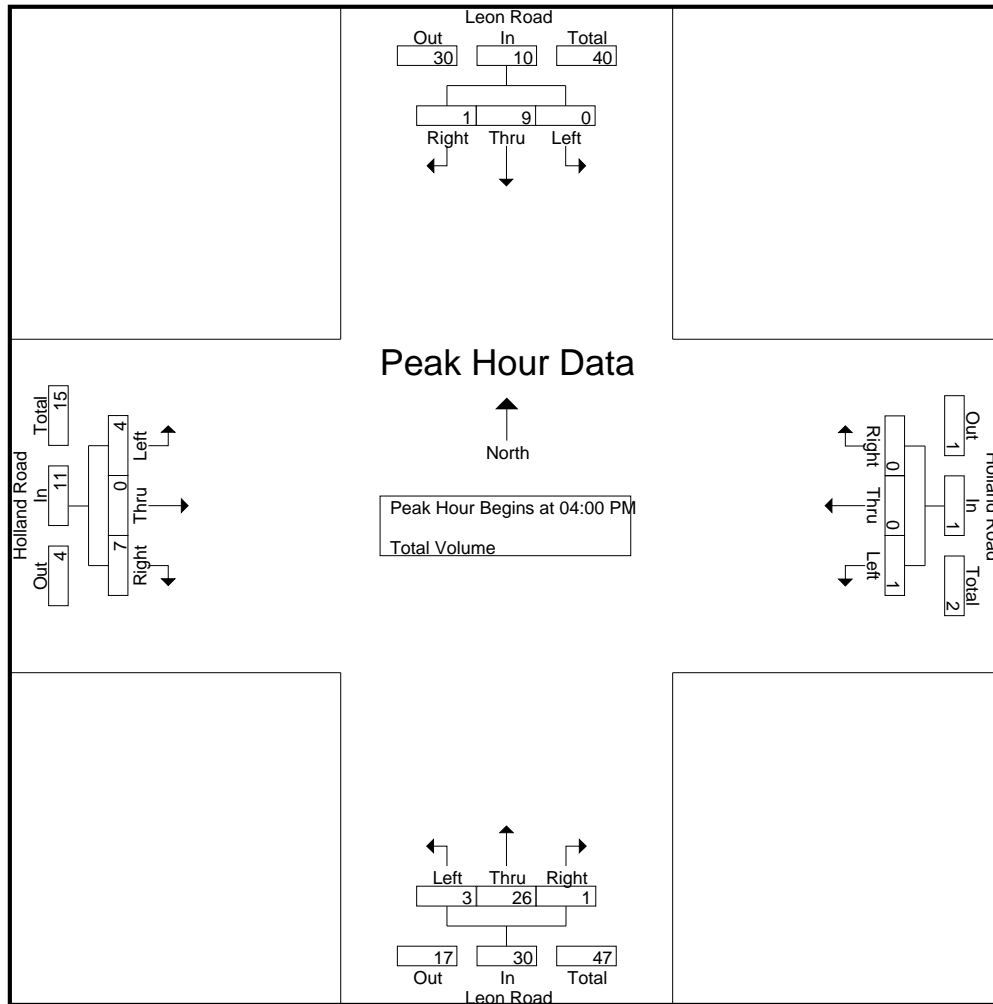 Leon Road
Out In Total
30 10 40
1 9 0
Right Thru Left
Peak Hour Data
North
Peak Hour Begins at 04:00 PM
Total Volume
Holland Road
Total In Out
15 11 4
4 0 7
Left Thru Right
Holland Road
Out In Total
1 1 2
Right Thru Left
0 0 1
Left Thru Right
3 26 1
17 30 47
Out In Total
Leon Road